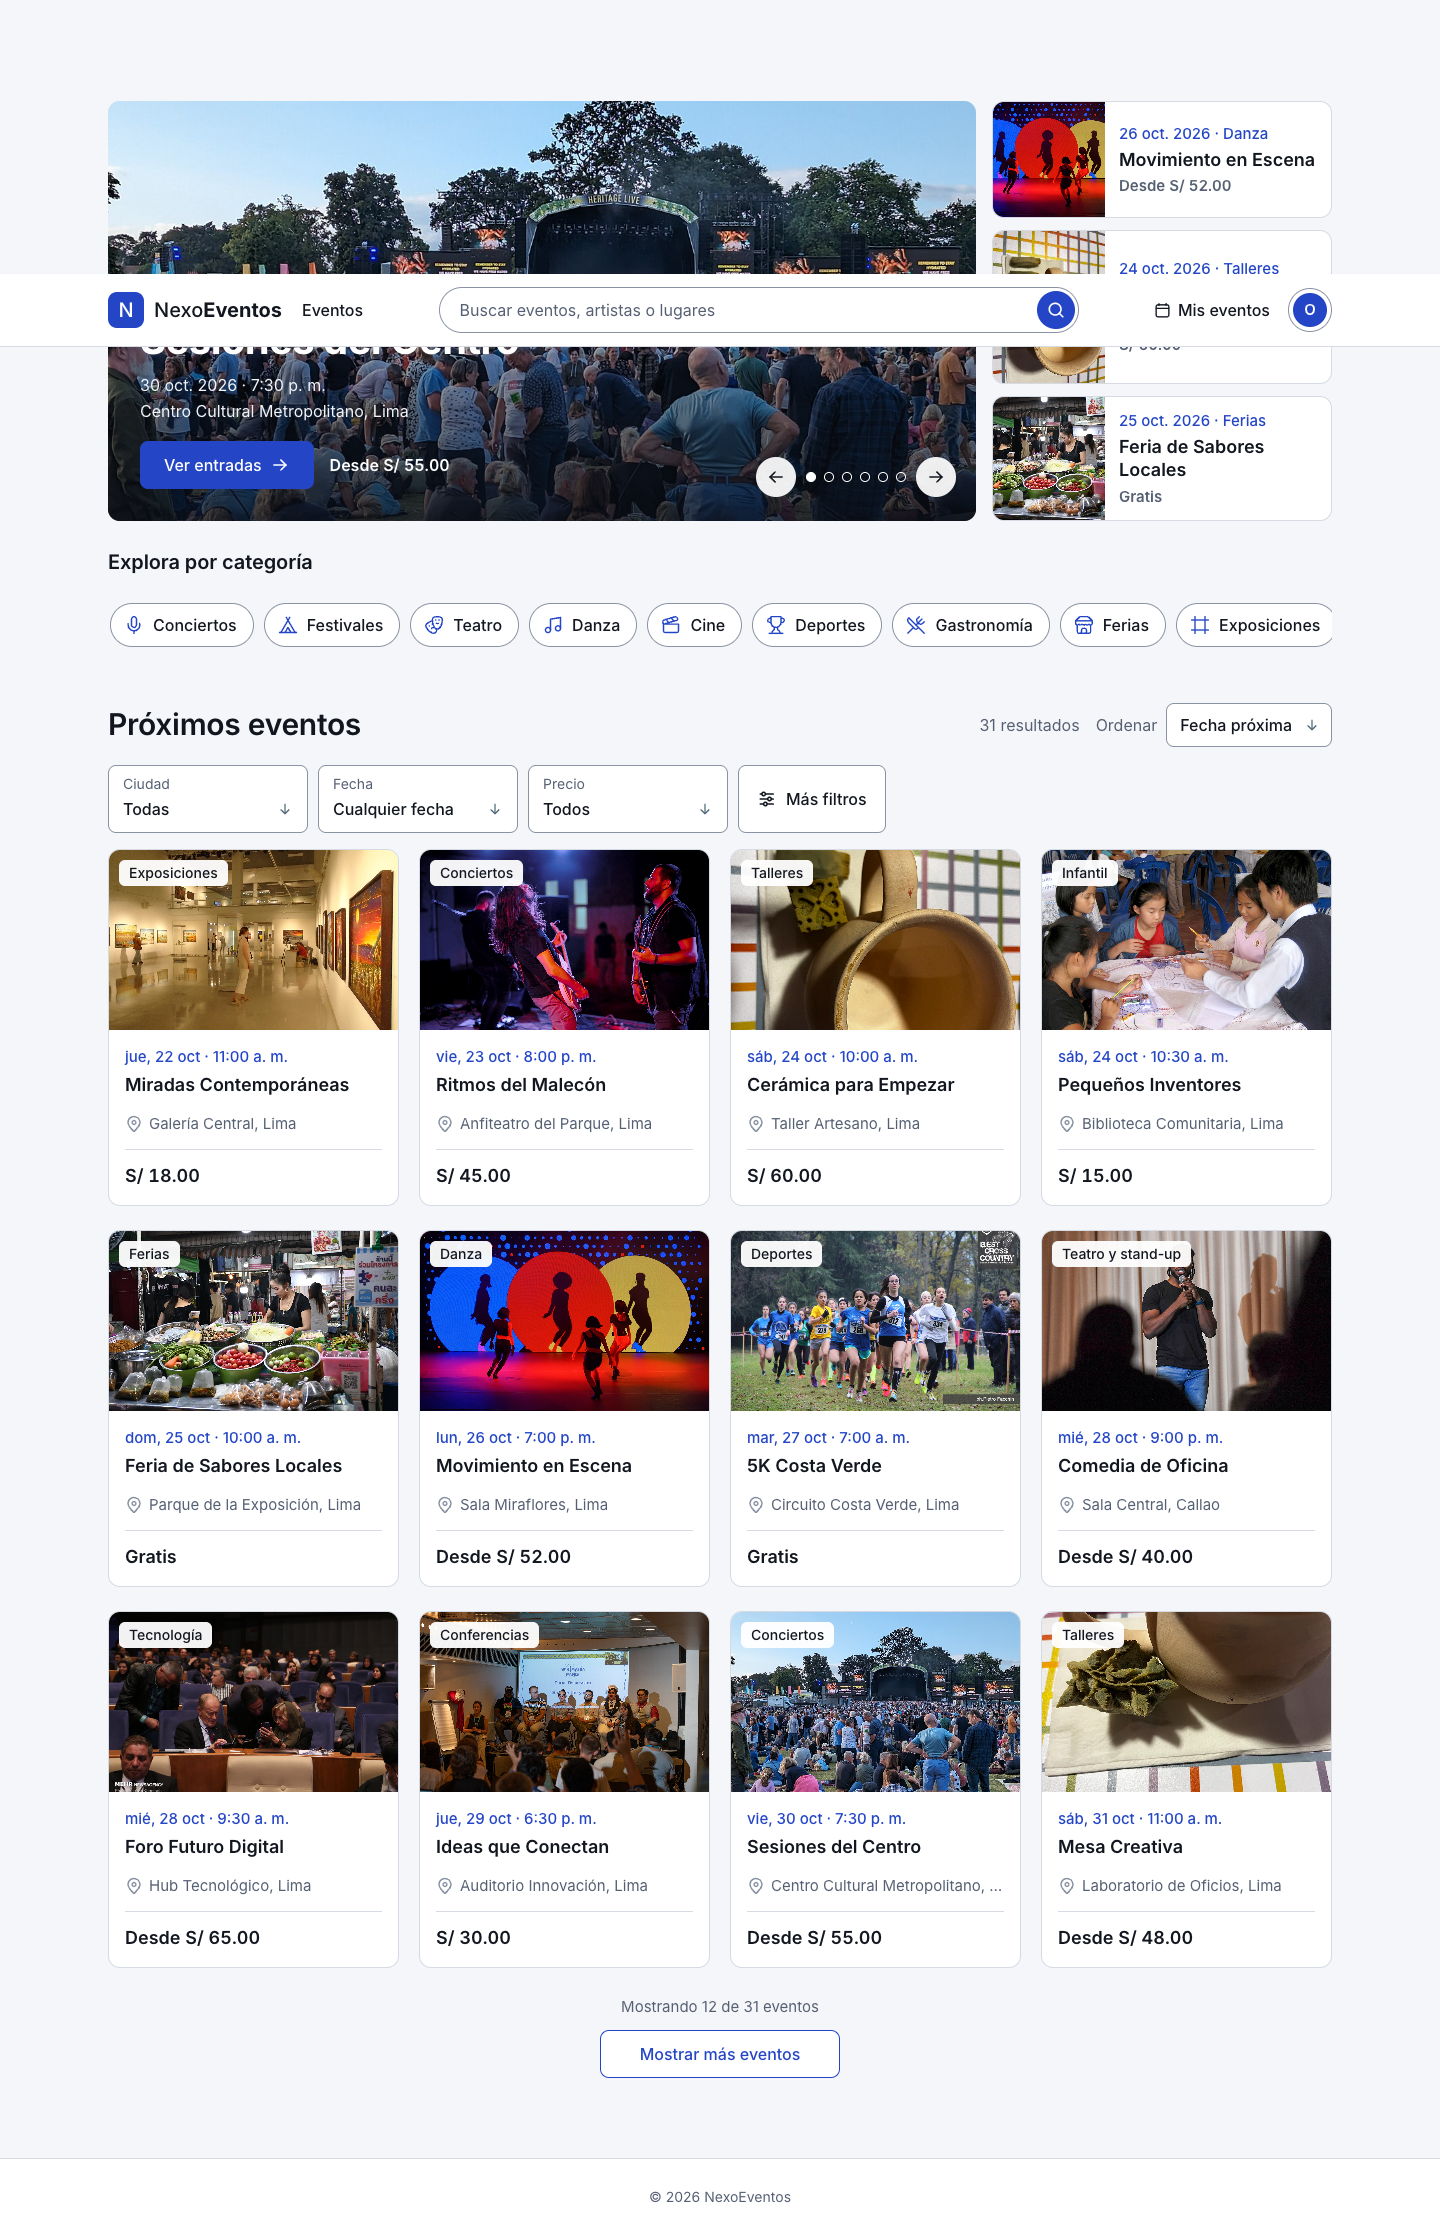 HERITAGE LIVE
26 oct. 2026 · Danza
Movimiento en Escena
Desde S/ 52.00
24 oct. 2026 · Talleres
N
NexoEventos
Eventos
Buscar eventos, artistas o lugares
Mis eventos
O
30 oct. 2026 · 7:30 p. m.
Centro Cultural Metropolitano, Lima
Ver entradas
Desde S/ 55.00
25 oct. 2026 · Ferias
Feria de Sabores
Locales
Gratis
Explora por categoría
Conciertos
Festivales
Teatro
Danza
Cine
Deportes
Gastronomía
Ferias
Exposiciones
Próximos eventos
31 resultados
Ordenar
Fecha próxima
Ciudad
Todas
Fecha
Cualquier fecha
Precio
Todos
Más filtros
Exposiciones
jue, 22 oct · 11:00 a. m.
Miradas Contemporáneas
Galería Central, Lima
S/ 18.00
Conciertos
vie, 23 oct · 8:00 p. m.
Ritmos del Malecón
Anfiteatro del Parque, Lima
S/ 45.00
Talleres
sáb, 24 oct · 10:00 a. m.
Cerámica para Empezar
Taller Artesano, Lima
S/ 60.00
Infantil
sáb, 24 oct · 10:30 a. m.
Pequeños Inventores
Biblioteca Comunitaria, Lima
S/ 15.00
Ferias
dom, 25 oct · 10:00 a. m.
Feria de Sabores Locales
Parque de la Exposición, Lima
Gratis
Danza
lun, 26 oct · 7:00 p. m.
Movimiento en Escena
Sala Miraflores, Lima
Desde S/ 52.00
Deportes
mar, 27 oct · 7:00 a. m.
5K Costa Verde
Circuito Costa Verde, Lima
Gratis
Teatro y stand-up
mié, 28 oct · 9:00 p. m.
Comedia de Oficina
Sala Central, Callao
Desde S/ 40.00
Tecnología
mié, 28 oct · 9:30 a. m.
Foro Futuro Digital
Hub Tecnológico, Lima
Desde S/ 65.00
Conferencias
jue, 29 oct · 6:30 p. m.
Ideas que Conectan
Auditorio Innovación, Lima
S/ 30.00
Conciertos
vie, 30 oct · 7:30 p. m.
Sesiones del Centro
Centro Cultural Metropolitano, ...
Desde S/ 55.00
Talleres
sáb, 31 oct · 11:00 a. m.
Mesa Creativa
Laboratorio de Oficios, Lima
Desde S/ 48.00
Mostrando 12 de 31 eventos
Mostrar más eventos
© 2026 NexoEventos